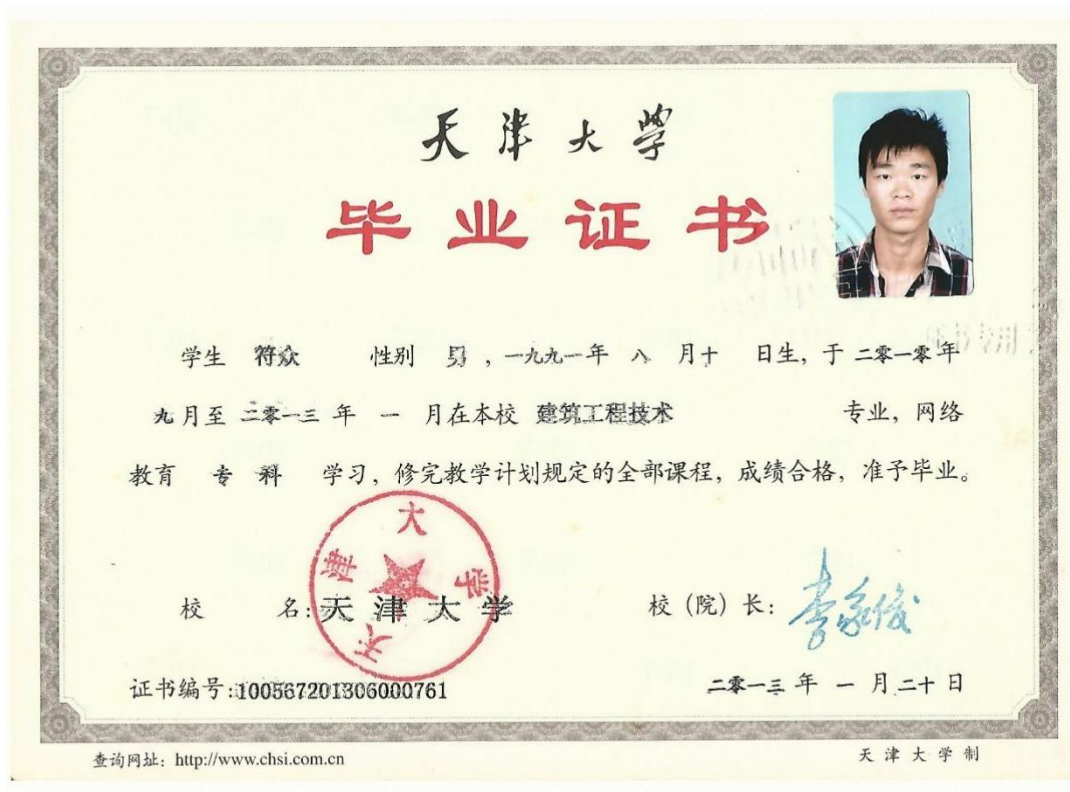 天津大学
毕业证书
学生 符众 性别 男，一九九一年 八 月十 日生，于 二零一零年
九月至 二零一三 年 一 月在本校 建筑工程技术 专业，网络
教育 专 科 学习，修完教学计划规定的全部课程，成绩合格，准予毕业。
天津大学
校 名：天津大学 校（院）长：李家俊
证书编号：100567201306000761 二零一三 年 一 月 二十 日
查询网址：http://www.chsi.com.cn 天津大学制